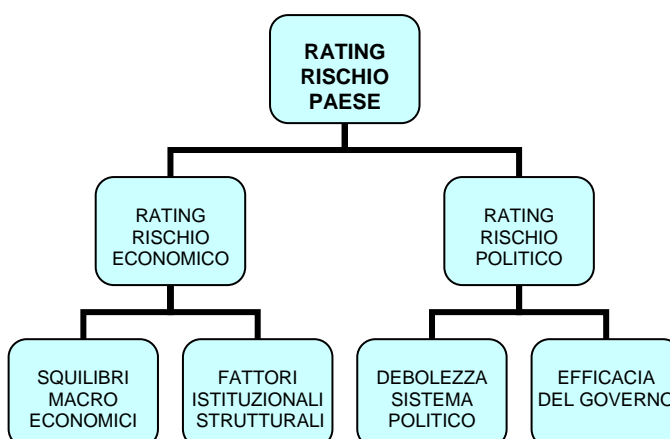 RATING
RISCHIO
PAESE
RATING
RISCHIO
ECONOMICO
RATING
RISCHIO
POLITICO
SQUILIBRI
MACRO
ECONOMICI
FATTORI
ISTITUZIONALI
STRUTTURALI
DEBOLEZZA
SISTEMA
POLITICO
EFFICACIA
DEL GOVERNO